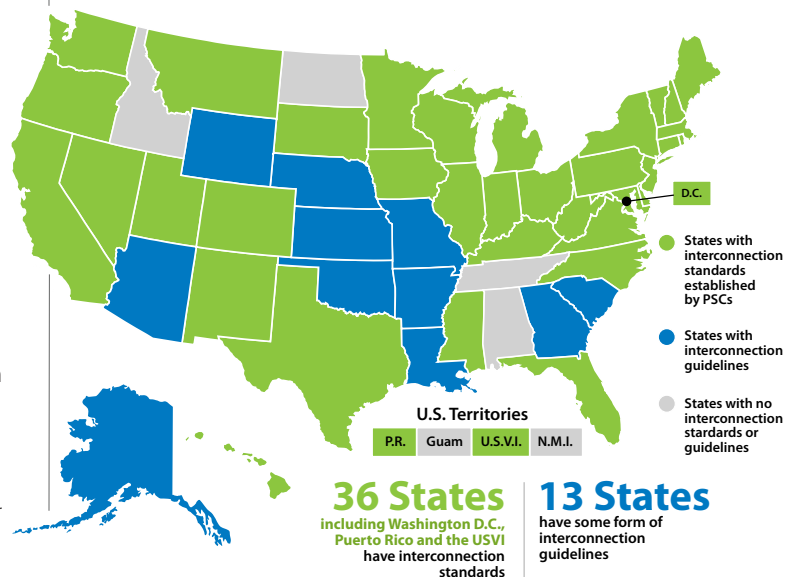 D.C.
States with
interconnection
standards
established
by PSCs
States with
interconnection
guidelines
States with no
interconnection
stardards or
guidelines
U.S. Territories
P.R.
Guam
U.S.V.I.
N.M.I.
36 States
including Washington D.C.,
Puerto Rico and the USVI
have interconnection
standards
13 States
have some form of
interconnection
guidelines